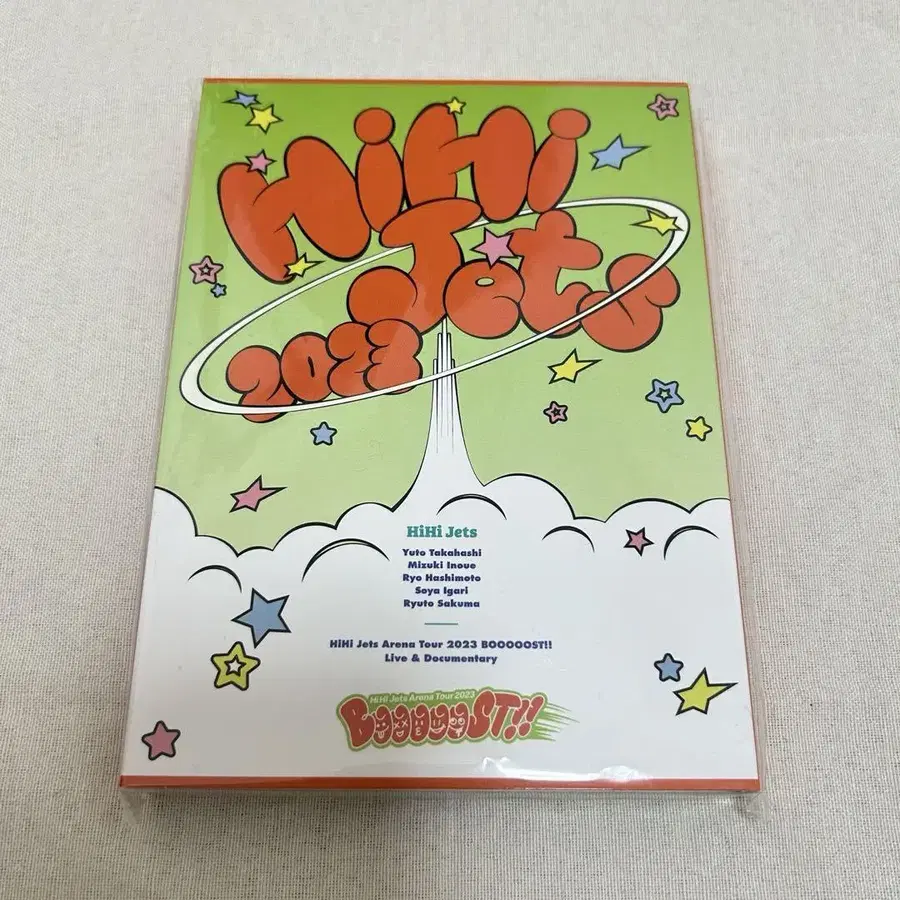 HiHi
Jets
2023
HiHi Jets
Yuto Takahashi
Mizuki Inoue
Ryo Hashimoto
Soya Igari
Ryuto Sakuma
HiHi Jets Arena Tour 2023 BOOOOOST!!
Live & Documentary
HiHi Jets Arena Tour 2023
BOOOOOST!!